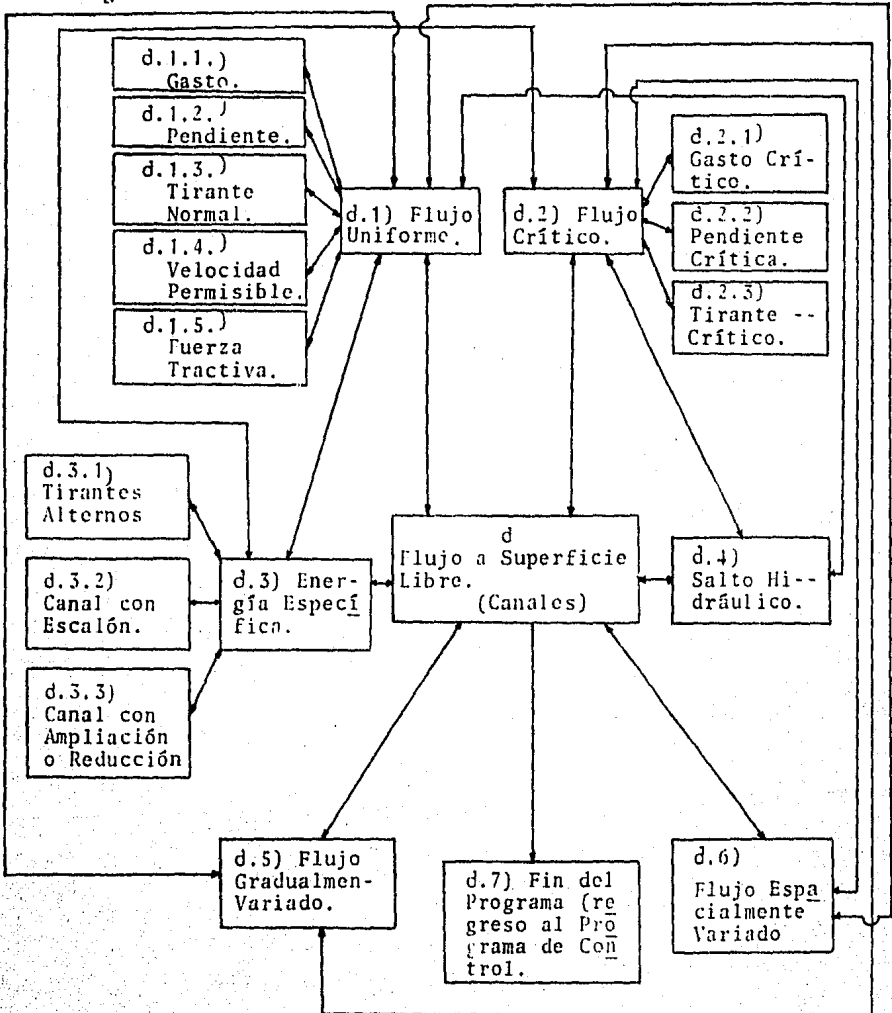 d.1.1.)
Gasto.
d.1.2.)
Pendiente.
d.1.3.)
Tirante
Normal.
d.1.4.)
Velocidad
Permisible.
d.1.5.)
Fuerza
Tractiva.
d.1) Flujo
Uniforme.
d.2) Flujo
Crítico.
d.2.1)
Gasto Crí-
tico.
d.2.2)
Pendiente
Crítica.
d.2.3)
Tirante --
Crítico.
d.3.1)
Tirantes
Alternos
d.3.2)
Canal con
Escalón.
d.3.3)
Canal con
Ampliación
o Reducción
d.3) Ener-
gía Específ
fica.
d
Flujo a Superficie
Libre.
(Canales)
d.4)
Salto Hi--
dráulico.
d.5) Flujo
Gradualmen-
Variado.
d.7) Fin del
Programa (re
greso al Pro
grama de Con
trol.
d.6)
Flujo Espa
cialmente
Variado